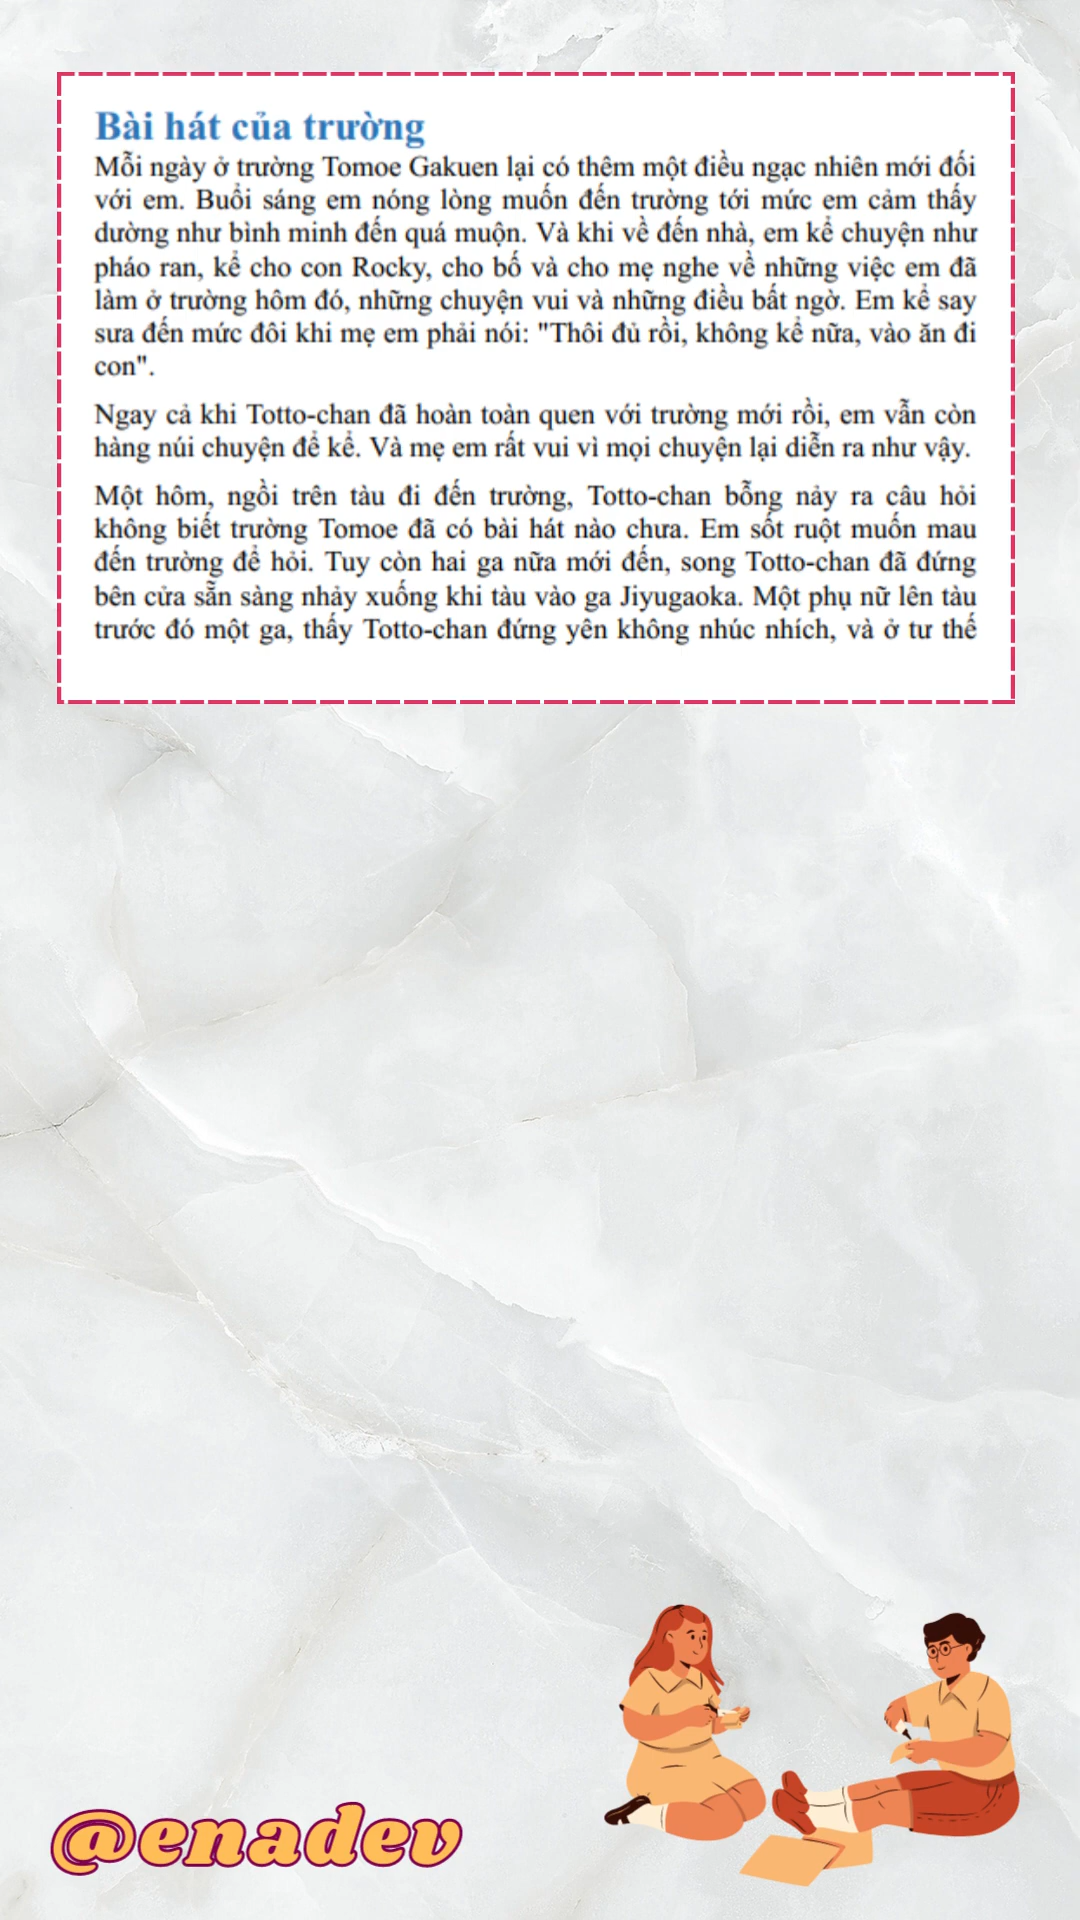 Bài hát của trường
Mỗi ngày ở trường Tomoe Gakuen lại có thêm một điều ngạc nhiên mới đối
với em. Buổi sáng em nóng lòng muốn đến trường tới mức em cảm thấy
dường như bình minh đến quá muộn. Và khi về đến nhà, em kể chuyện như
pháo ran, kể cho con Rocky, cho bố và cho mẹ nghe về những việc em đã
làm ở trường hôm đó, những chuyện vui và những điều bất ngờ. Em kể say
sưa đến mức đôi khi mẹ em phải nói: "Thôi đủ rồi, không kể nữa, vào ăn đi
con".
Ngay cả khi Totto-chan đã hoàn toàn quen với trường mới rồi, em vẫn còn
hàng núi chuyện để kể. Và mẹ em rất vui vì mọi chuyện lại diễn ra như vậy.
Một hôm, ngồi trên tàu đi đến trường, Totto-chan bỗng nảy ra câu hỏi
không biết trường Tomoe đã có bài hát nào chưa. Em sốt ruột muốn mau
đến trường để hỏi. Tuy còn hai ga nữa mới đến, song Totto-chan đã đứng
bên cửa sẵn sàng nhảy xuống khi tàu vào ga Jiyugaoka. Một phụ nữ lên tàu
trước đó một ga, thấy Totto-chan đứng yên không nhúc nhích, và ở tư thế
@enadev